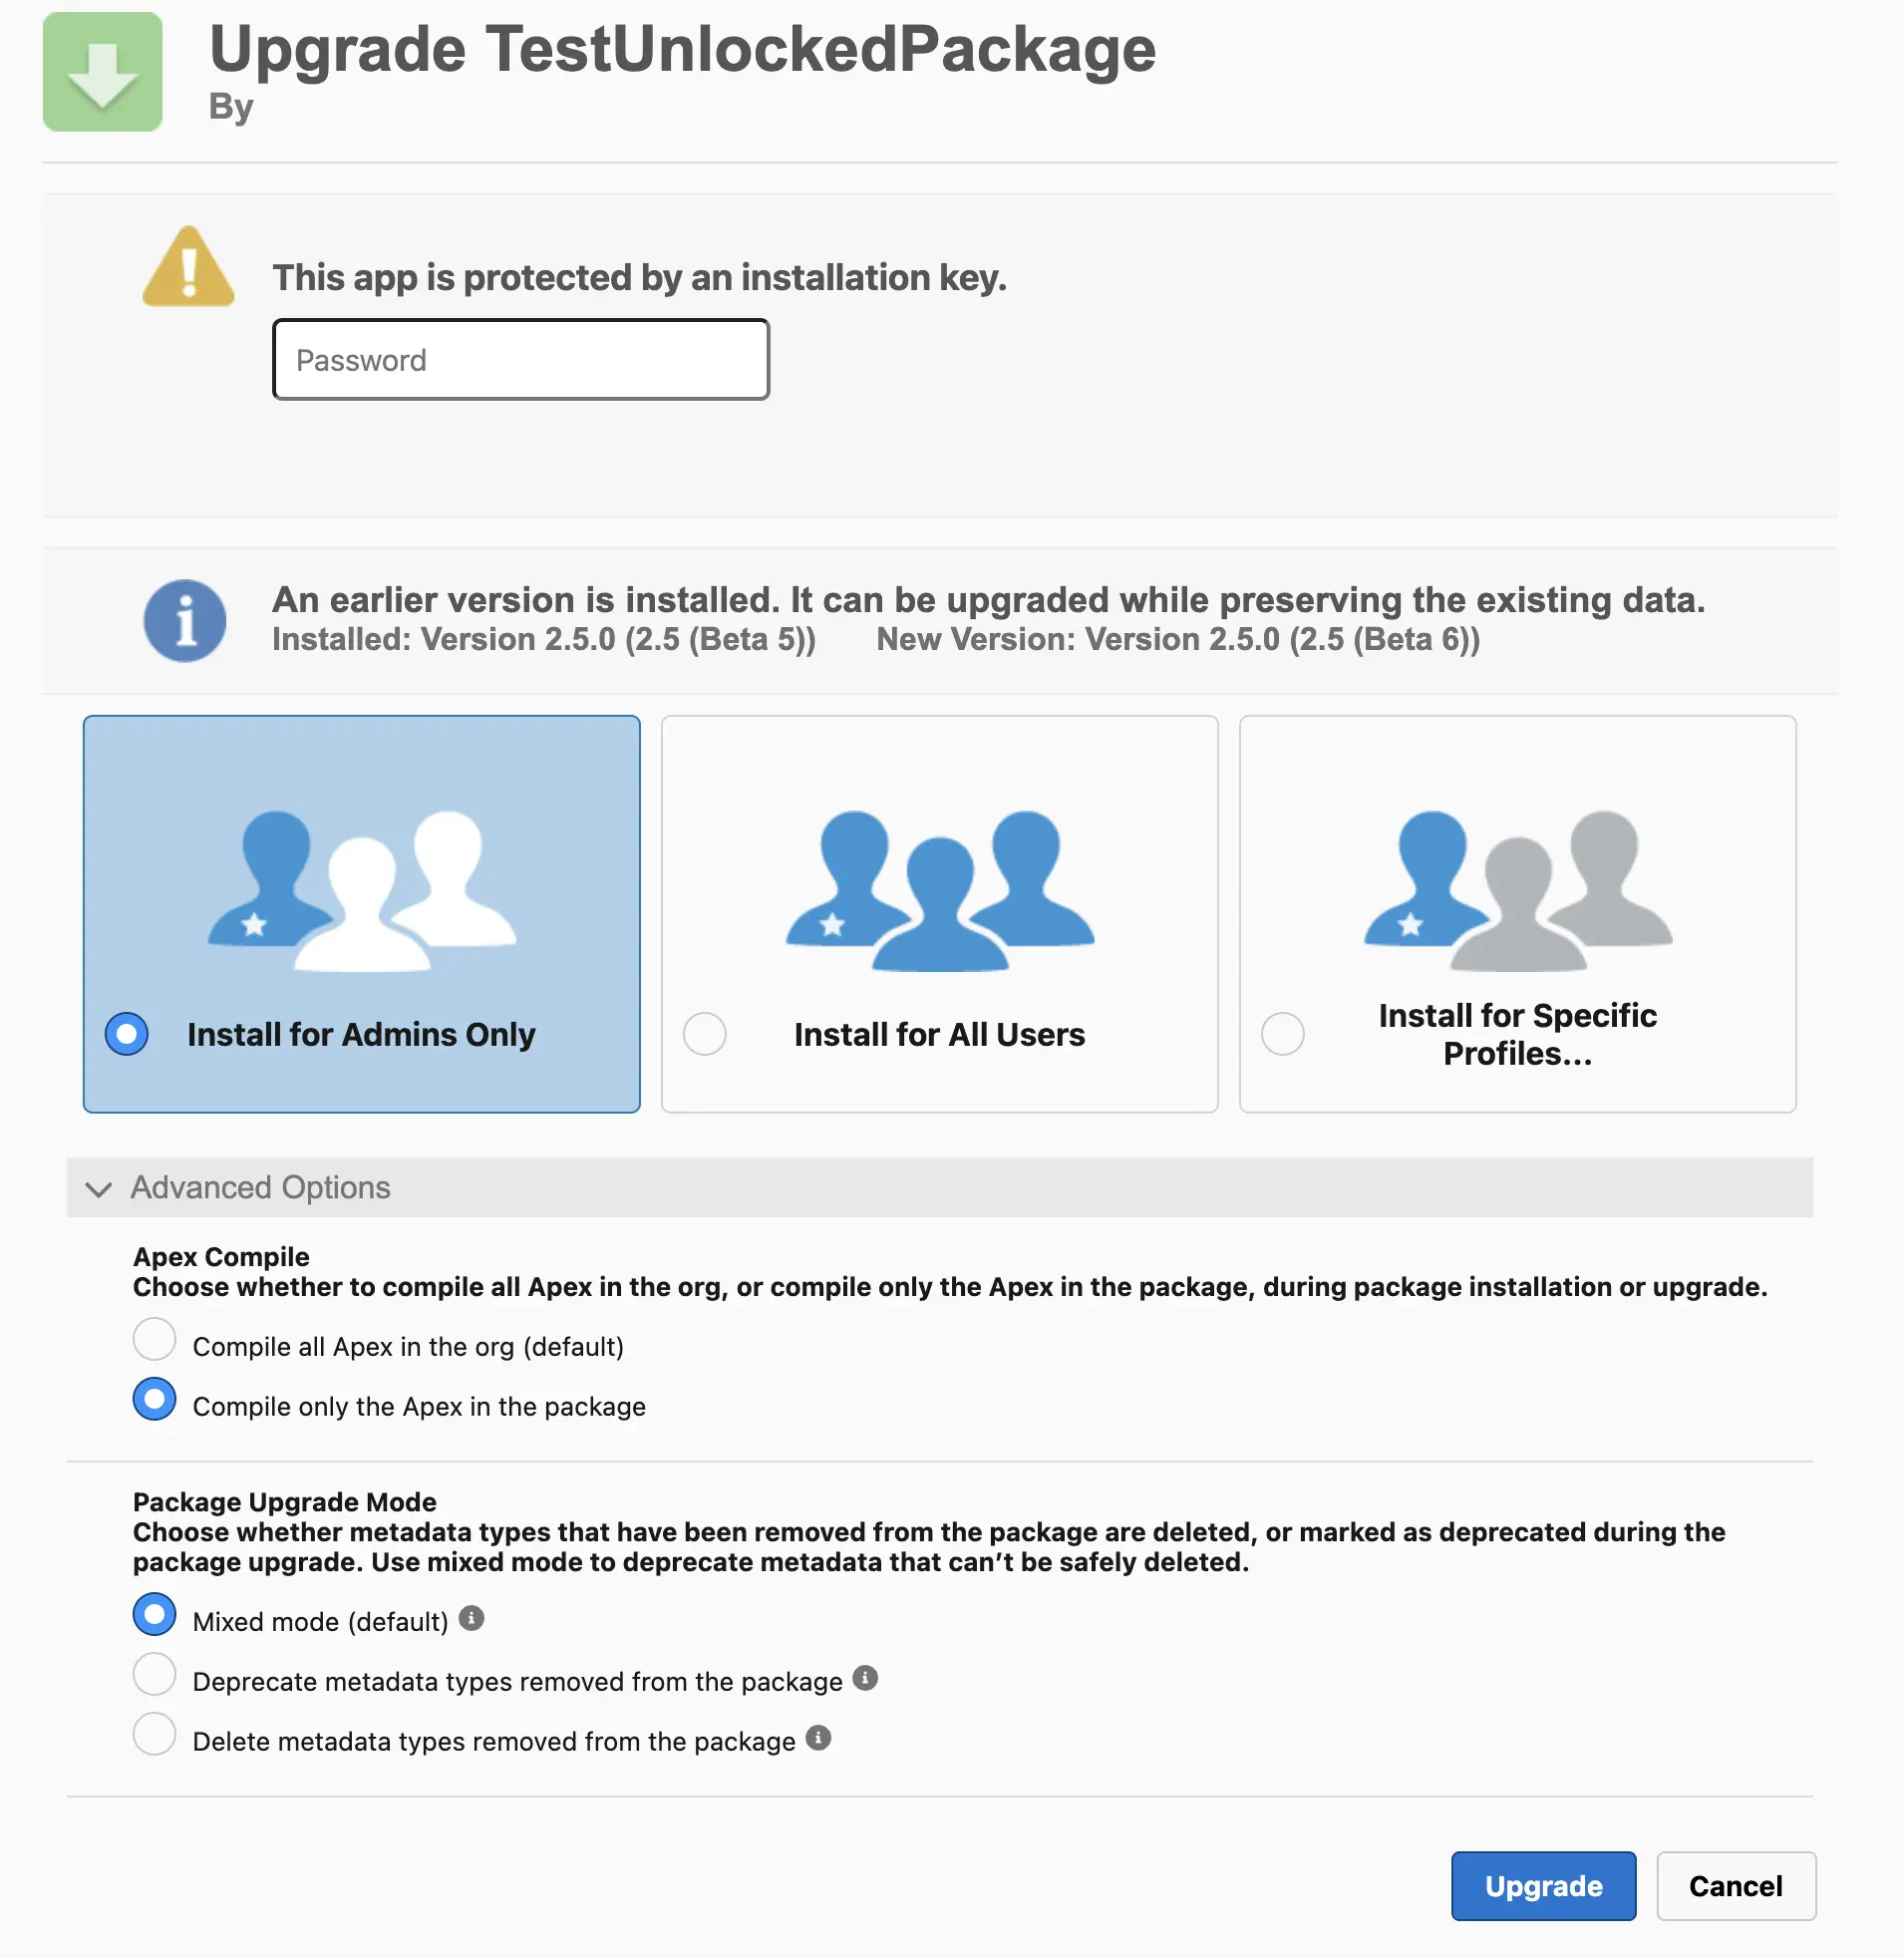 Upgrade TestUnlockedPackage
By
This app is protected by an installation key.
Password
An earlier version is installed. It can be upgraded while preserving the existing data.
Installed: Version 2.5.0 (2.5 (Beta 5)) New Version: Version 2.5.0 (2.5 (Beta 6))
Install for Admins Only
Install for All Users
Install for Specific
Profiles...
Advanced Options
Apex Compile
Choose whether to compile all Apex in the org, or compile only the Apex in the package, during package installation or upgrade.
Compile all Apex in the org (default)
Compile only the Apex in the package
Package Upgrade Mode
Choose whether metadata types that have been removed from the package are deleted, or marked as deprecated during the
package upgrade. Use mixed mode to deprecate metadata that can’t be safely deleted.
Mixed mode (default)
Deprecate metadata types removed from the package
Delete metadata types removed from the package
Upgrade
Cancel